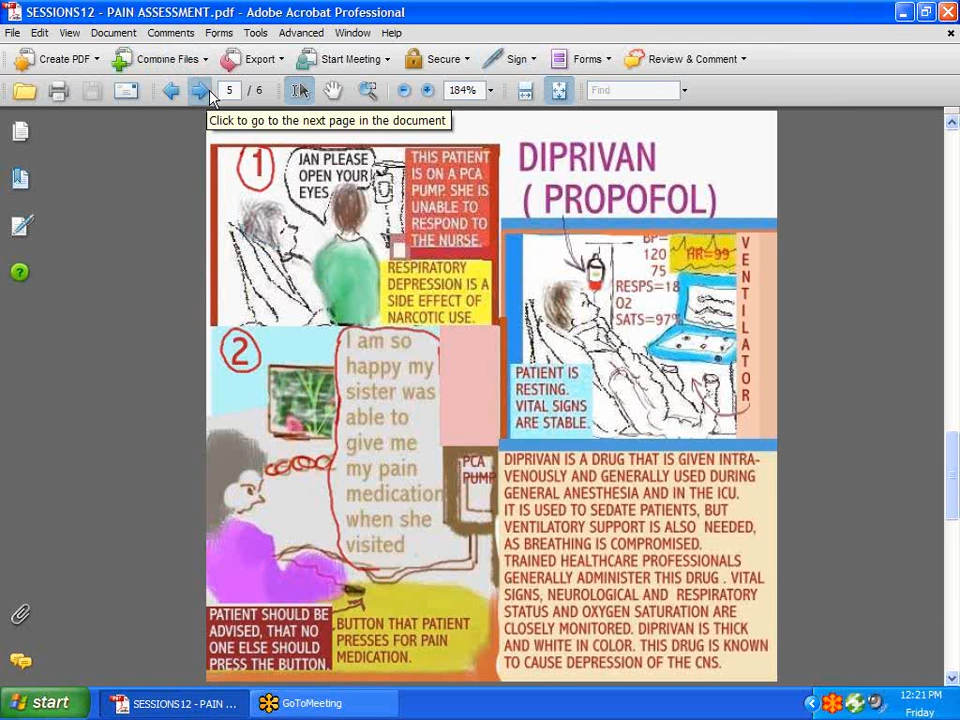 SESSIONS12 - PAIN ASSESSMENT.pdf - Adobe Acrobat Professional
File Edit View Document Comments Forms Tools Advanced Window Help
Create PDF Combine Files Export Start Meeting Secure Sign Forms Review & Comment
5 / 6 184% Find
Click to go to the next page in the document
1
JAN PLEASE
OPEN YOUR
EYES
THIS PATIENT
IS ON A PCA
PUMP. SHE IS
UNABLE TO
RESPOND TO
THE NURSE.
RESPIRATORY
DEPRESSION IS A
SIDE EFFECT OF
NARCOTIC USE.
2
I am so
happy my
sister was
able to
give me
my pain
medication
when she
visited
PCA
PUMP
PATIENT SHOULD BE
ADVISED, THAT NO
ONE ELSE SHOULD
PRESS THE BUTTON.
BUTTON THAT PATIENT
PRESSES FOR PAIN
MEDICATION.
DIPRIVAN
( PROPOFOL)
BP=
120
75
RESPS=18
O2
SATS=97%
HR=99
VENTILATOR
PATIENT IS
RESTING.
VITAL SIGNS
ARE STABLE.
DIPRIVAN IS A DRUG THAT IS GIVEN INTRA-
VENOUSLY AND GENERALLY USED DURING
GENERAL ANESTHESIA AND IN THE ICU.
IT IS USED TO SEDATE PATIENTS, BUT
VENTILATORY SUPPORT IS ALSO NEEDED,
AS BREATHING IS COMPROMISED.
TRAINED HEALTHCARE PROFESSIONALS
GENERALLY ADMINISTER THIS DRUG . VITAL
SIGNS, NEUROLOGICAL AND RESPIRATORY
STATUS AND OXYGEN SATURATION ARE
CLOSELY MONITORED. DIPRIVAN IS THICK
AND WHITE IN COLOR. THIS DRUG IS KNOWN
TO CAUSE DEPRESSION OF THE CNS.
start SESSIONS12 - PAIN ... GoToMeeting 12:21 PM
Friday